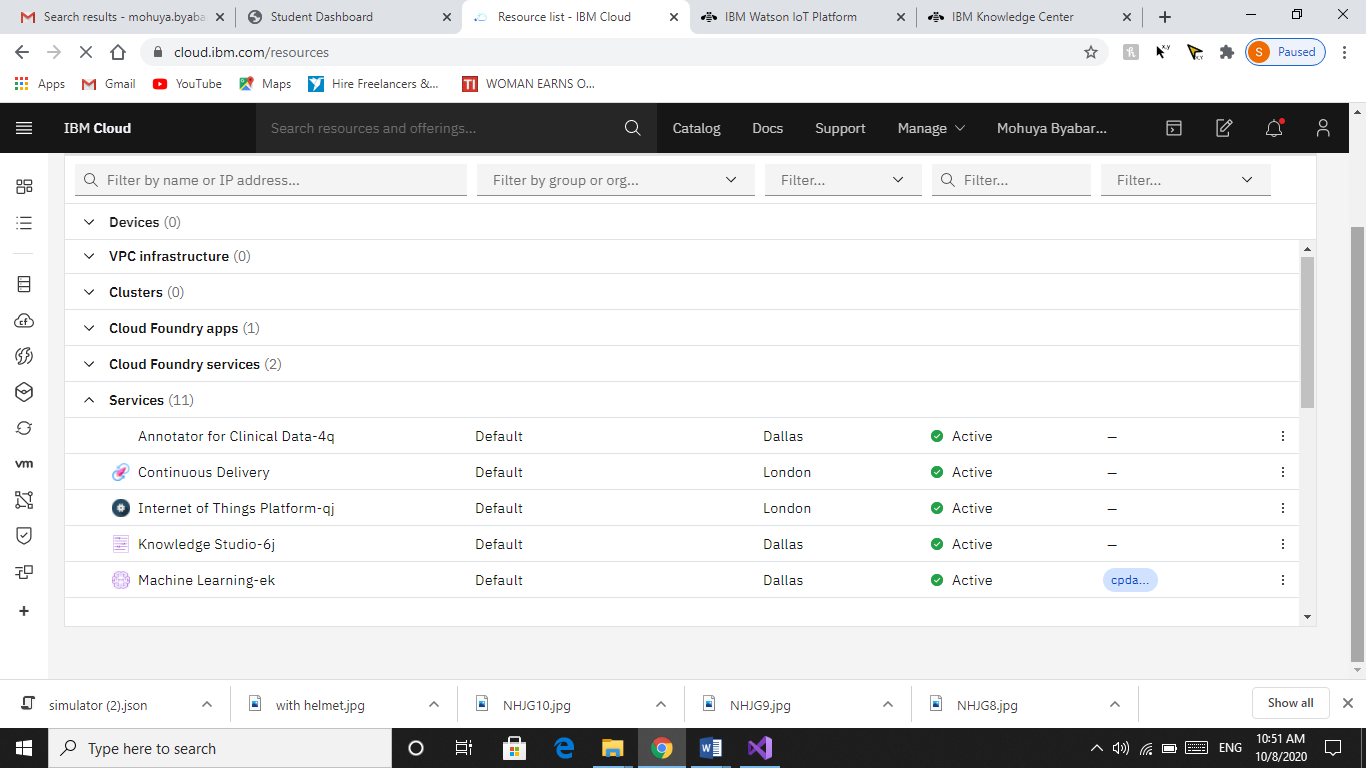 Search results - mohuya.byaba
Student Dashboard
Resource list - IBM Cloud
IBM Watson IoT Platform
IBM Knowledge Center
cloud.ibm.com/resources
S Paused
Apps
Gmail
YouTube
Maps
Hire Freelancers &...
TI WOMAN EARNS O...
IBM Cloud
Search resources and offerings...
Catalog
Docs
Support
Manage
Mohuya Byabar...
Filter by name or IP address...
Filter by group or org...
Filter...
Filter...
Filter...
Devices (0)
VPC infrastructure (0)
Clusters (0)
Cloud Foundry apps (1)
Cloud Foundry services (2)
Services (11)
Annotator for Clinical Data-4q Default Dallas Active –
Continuous Delivery Default London Active –
Internet of Things Platform-qj Default London Active –
Knowledge Studio-6j Default Dallas Active –
Machine Learning-ek Default Dallas Active cpda...
vm
simulator (2).json
with helmet.jpg
NHJG10.jpg
NHJG9.jpg
NHJG8.jpg
Show all
Type here to search
ENG
10:51 AM
10/8/2020